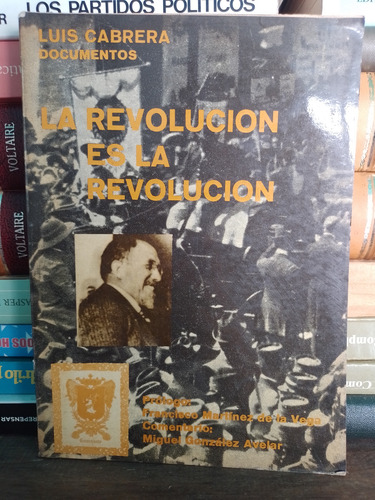 LOS PARTIDOS POLITICOS
LUIS CABRERA
DOCUMENTOS
LA REVOLUCION
ES LA
REVOLUCION
Prólogo:
Francisco Martínez de la Vega
Comentario:
Miguel González Avelar
VOLTAIRE
VOLTAIRE
REPENSAR